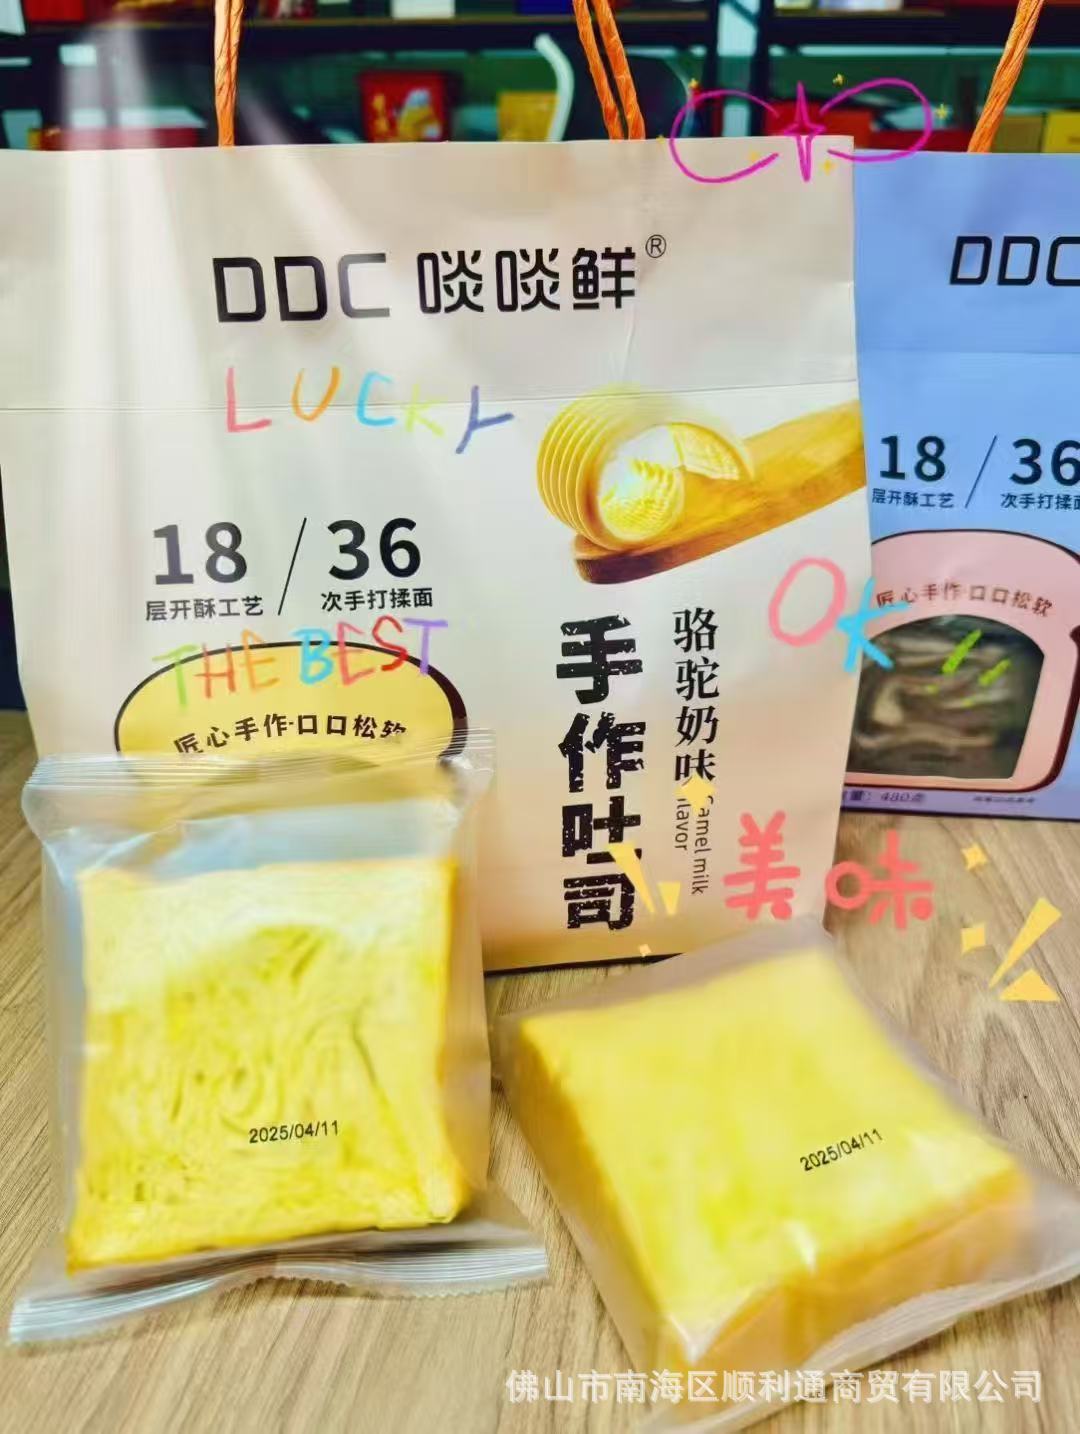 DDC 啖啖鲜®
LUCKY
18 / 36
层开酥工艺 次手打揉面
THE BEST
匠心手作·口口松软
手作吐司
骆驼奶味
Camel milk
flavor
DDC
18 / 36
层开酥工艺 次手打揉面
OK
匠心手作·口口松软
480克
美味
2025/04/11
2025/04/11
佛山市南海区顺利通商贸有限公司